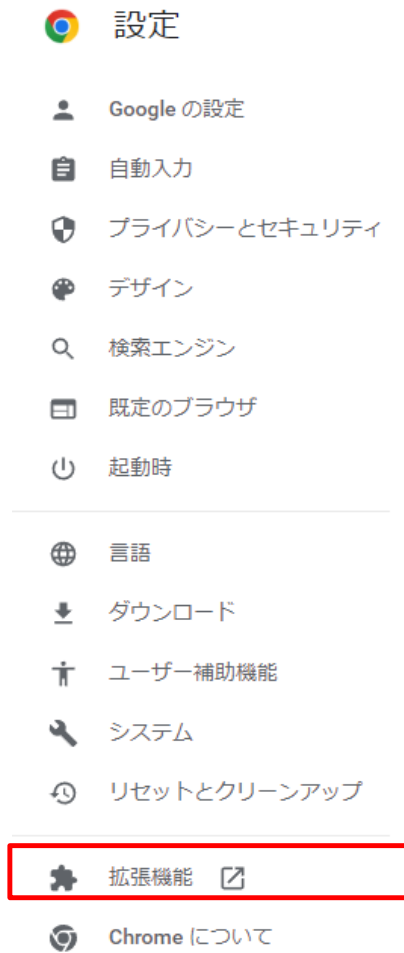 設定
Google の設定
自動入力
プライバシーとセキュリティ
デザイン
検索エンジン
既定のブラウザ
起動時
言語
ダウンロード
ユーザー補助機能
システム
リセットとクリーンアップ
拡張機能
Chrome について